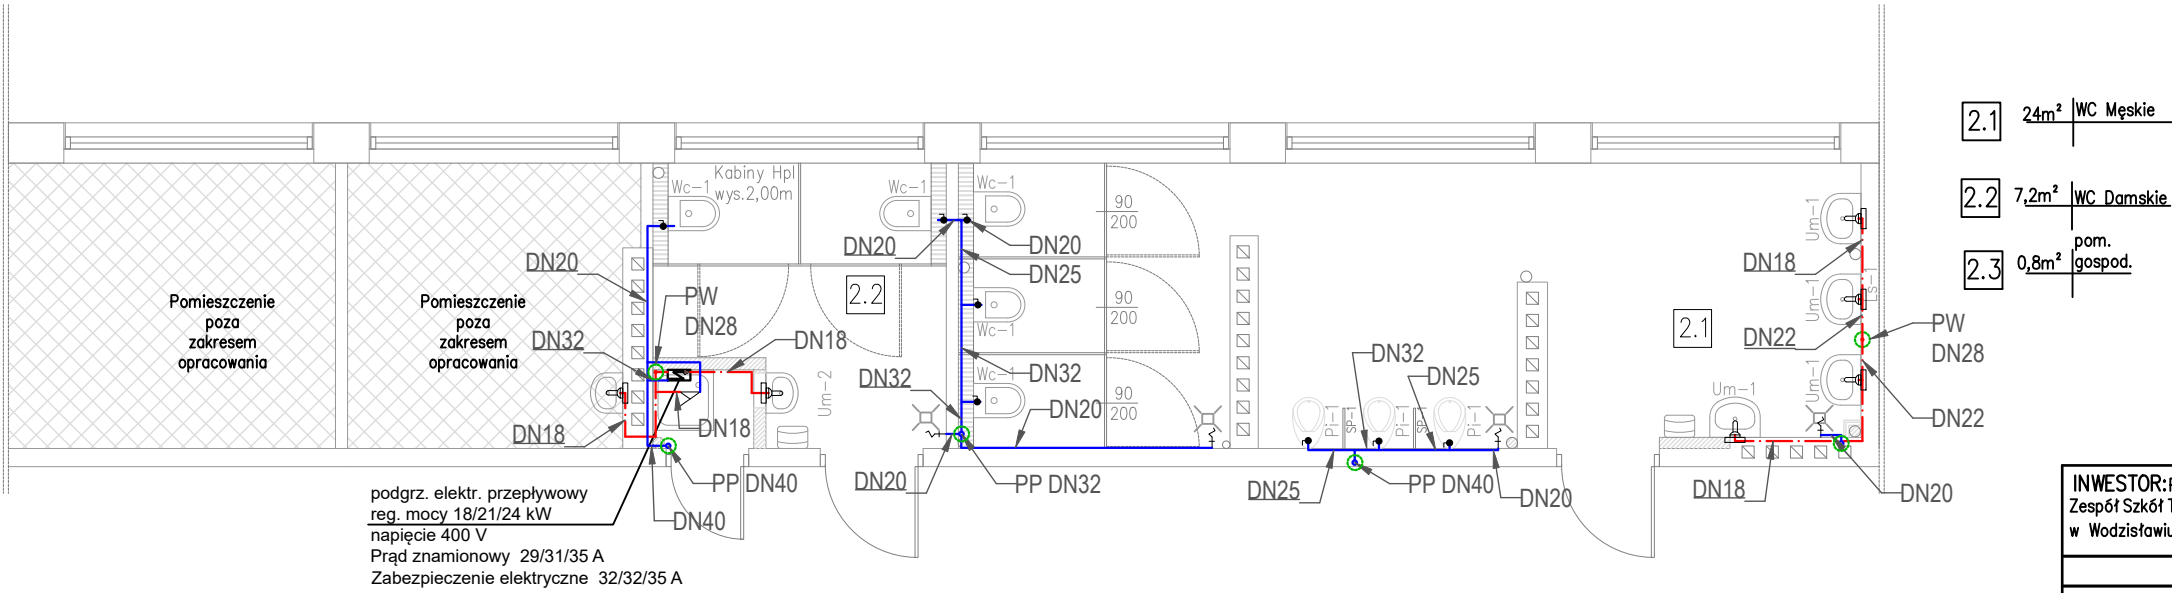 2.1 24m² WC Męskie
2.2 7,2m² WC Damskie
2.3 0,8m² pom.
gospod.
Kabiny Hpl
wys.2,00m
Wc-1
Wc-1
Wc-1
90
200
DN20
DN20
DN25
DN20
Pomieszczenie
poza
zakresem
opracowania
Pomieszczenie
poza
zakresem
opracowania
PW
DN28
2.2
DN32
DN18
Wc-1
90
200
DN32
DN32
Um-2
Wc-1
90
200
DN20
DN18
DN18
DN32
DN25
Pi-1
SP-1
Pi-1
SP-1
Pi-1
2.1
Um-1
DN18
Um-1
Ls-1
DN22
PW
DN28
Um-1
Um-1
DN22
podgrz. elektr. przepływowy
reg. mocy 18/21/24 kW
napięcie 400 V
Prąd znamionowy 29/31/35 A
Zabezpieczenie elektryczne 32/32/35 A
PP DN40
DN40
DN20
PP DN32
DN25
PP DN40
DN20
DN18
DN20
INWESTOR:
Zespół Szkół
w Wodzisławiu